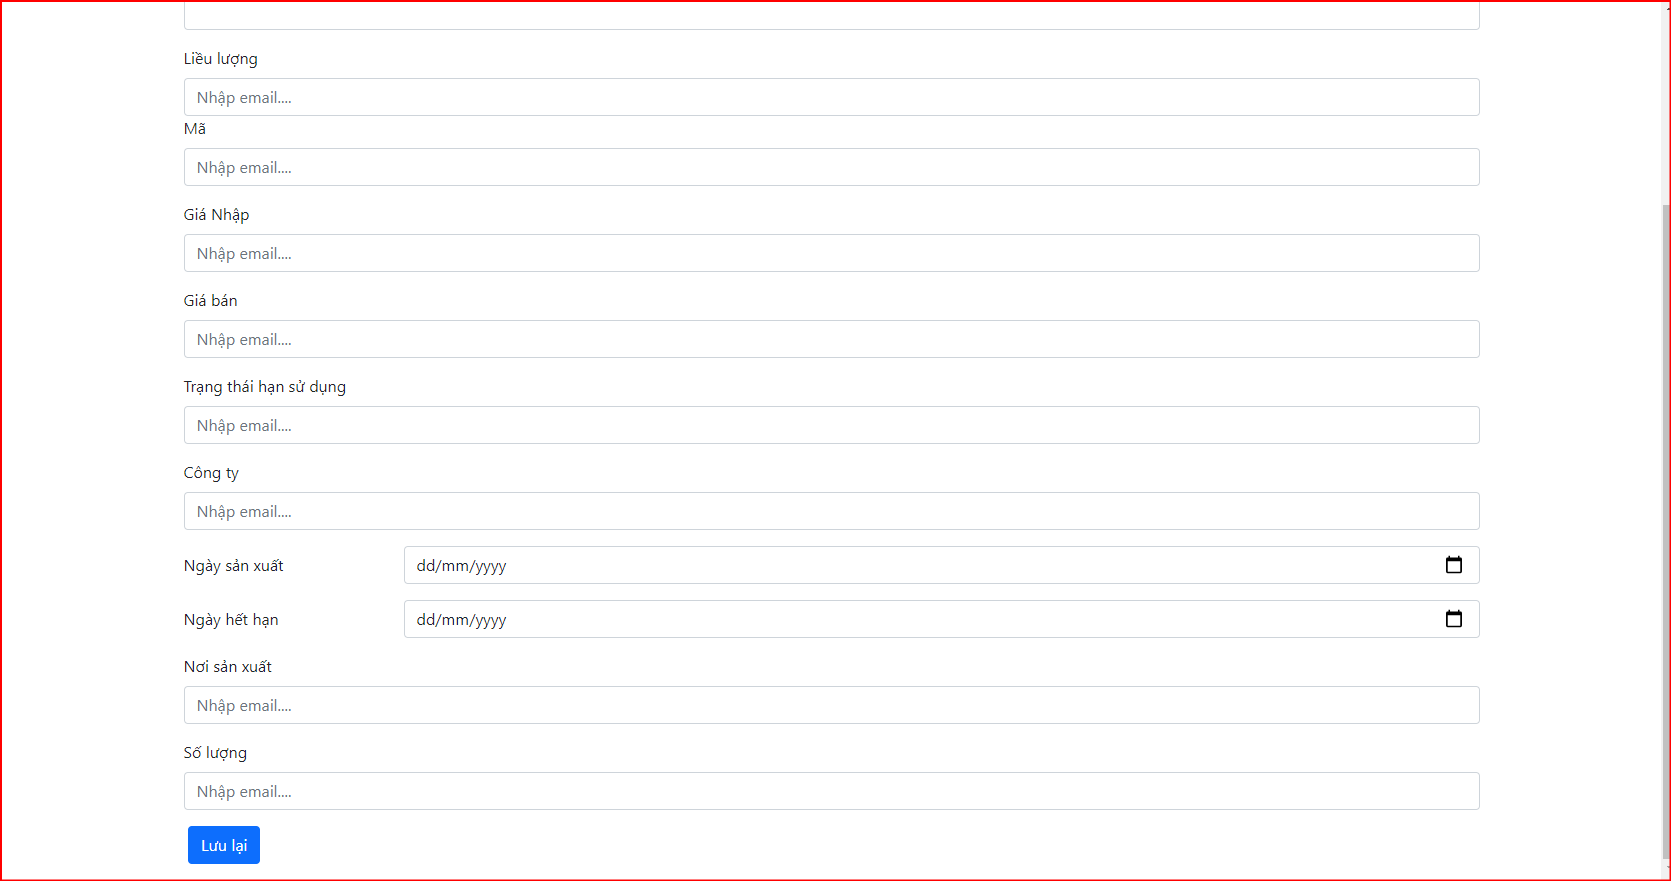 Liều lượng
Nhập email....
Mã
Nhập email....
Giá Nhập
Nhập email....
Giá bán
Nhập email....
Trạng thái hạn sử dụng
Nhập email....
Công ty
Nhập email....
Ngày sản xuất dd/mm/yyyy
Ngày hết hạn dd/mm/yyyy
Nơi sản xuất
Nhập email....
Số lượng
Nhập email....
Lưu lại